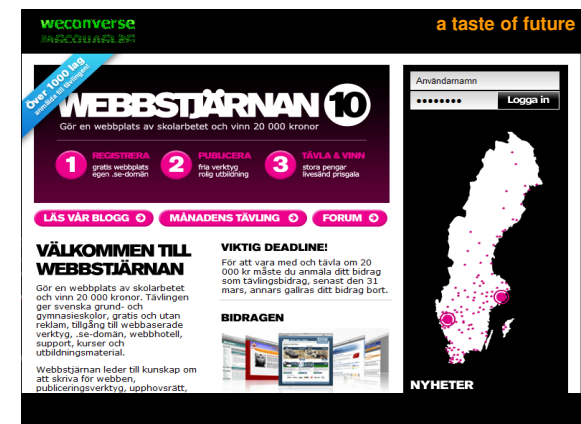 weconverse
a taste of future
Över 1000 lag
anmälda till tävlingen!
WEBBSTJÄRNAN 10
Gör en webbplats av skolarbetet och vinn 20 000 kronor
1 REGISTRERA
gratis webbplats
egen .se-domän
2 PUBLICERA
fria verktyg
rolig utbildning
3 TÄVLA & VINN
stora pengar
livesänd prisgala
Användarnamn
Logga in
LÄS VÅR BLOGG
MÅNADENS TÄVLING
FORUM
VÄLKOMMEN TILL
WEBBSTJÄRNAN
Gör en webbplats av skolarbetet
och vinn 20 000 kronor. Tävlingen
ger svenska grund- och
gymnasieskolor, gratis och utan
reklam, tillgång till webbaserade
verktyg, .se-domän, webbhotell,
support, kurser och
utbildningsmaterial.
Webbstjärnan leder till kunskap om
att skriva för webben,
publiceringsverktyg, upphovsrätt,
VIKTIG DEADLINE!
För att vara med och tävla om 20
000 kr måste du anmäla ditt bidrag
som tävlingsbidrag, senast den 31
mars, annars gallras ditt bidrag bort.
BIDRAGEN
NYHETER